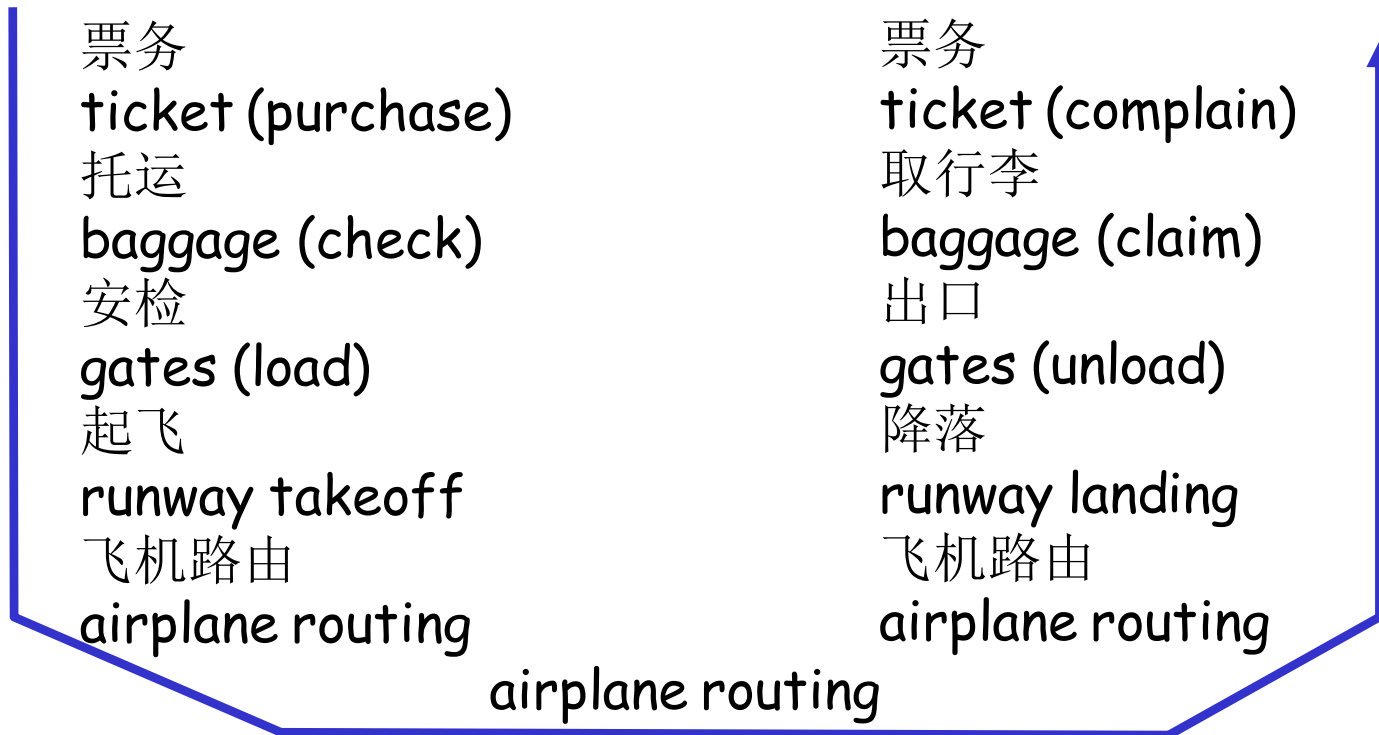 票务
ticket (purchase)
托运
baggage (check)
安检
gates (load)
起飞
runway takeoff
飞机路由
airplane routing
票务
ticket (complain)
取行李
baggage (claim)
出口
gates (unload)
降落
runway landing
飞机路由
airplane routing
airplane routing